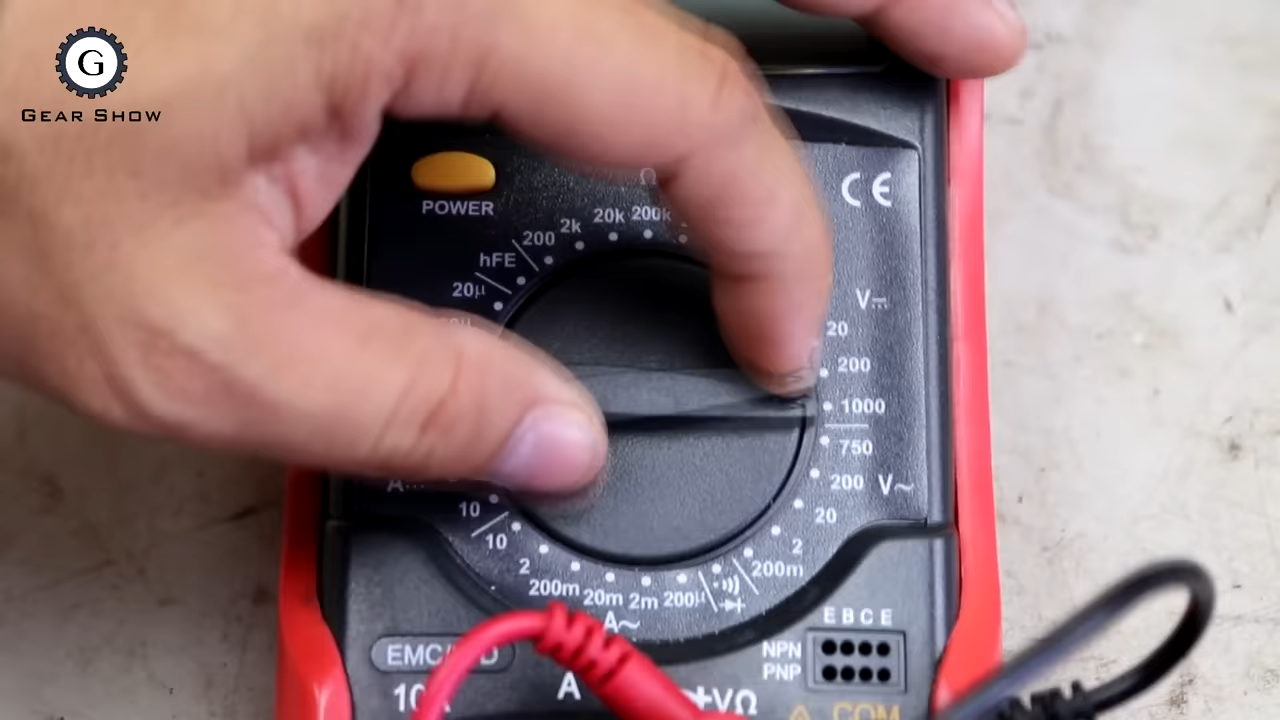 G
GEAR SHOW
POWER
Ω
CE
2k
20k
200k
200
hFE
20µ
V⎓
20
200
1000
750
200
V~
20
2
200m
10
10
2
200m
20m
2m
200µ
A~
E B C E
NPN
PNP
A
VΩ
COM